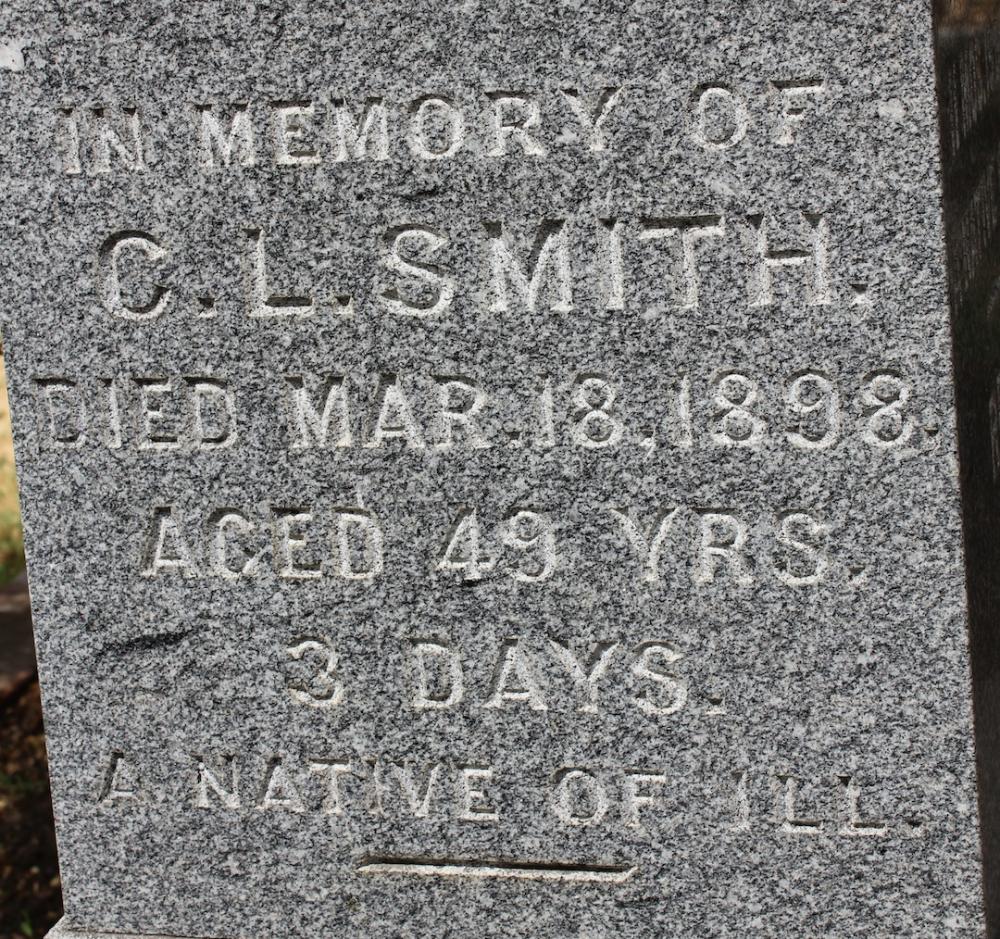 IN MEMORY OF
C. L. SMITH,
DIED MAR. 18, 1898.
AGED 49 YRS.
3 DAYS.
A NATIVE OF ILL.